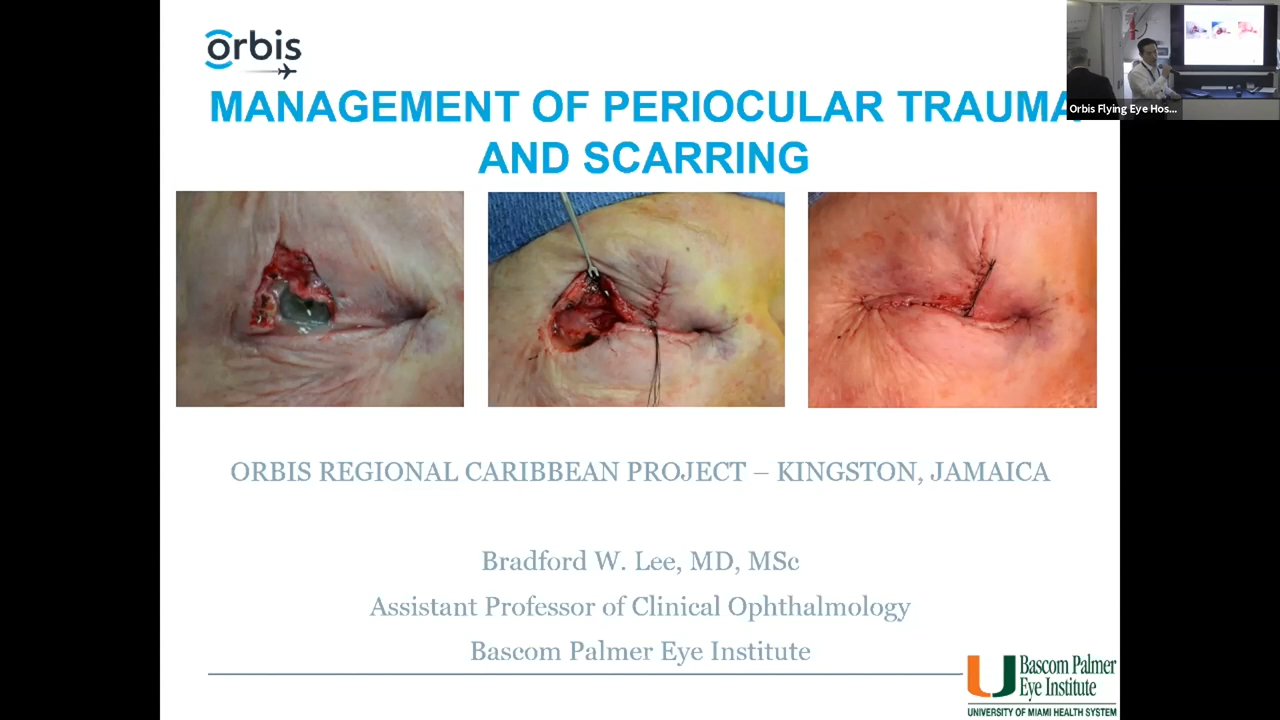 orbis
MANAGEMENT OF PERIOCULAR TRAUMA
AND SCARRING
Orbis Flying Eye Hos...
ORBIS REGIONAL CARIBBEAN PROJECT – KINGSTON, JAMAICA
Bradford W. Lee, MD, MSc
Assistant Professor of Clinical Ophthalmology
Bascom Palmer Eye Institute
U
Bascom Palmer
Eye Institute
UNIVERSITY OF MIAMI HEALTH SYSTEM